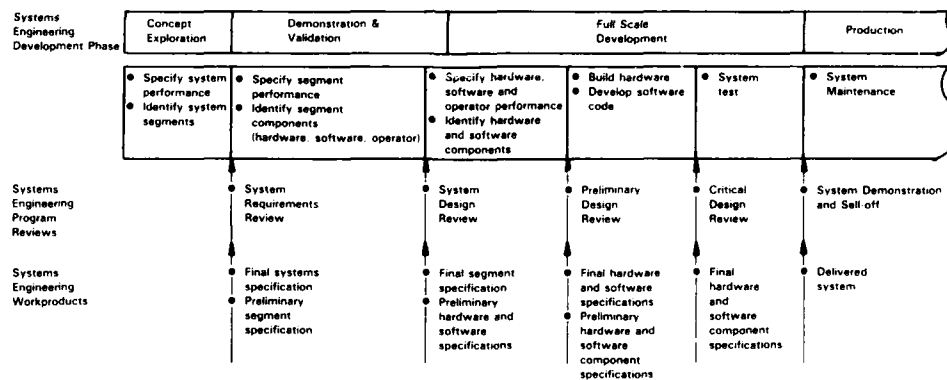 Systems
Engineering
Development Phase
Concept
Exploration
Demonstration &
Validation
Full Scale
Development
Production
● Specify system
performance
● Identify system
segments
● Specify segment
performance
● Identify segment
components
(hardware, software, operator)
● Specify hardware,
software and
operator performance
● Identify hardware
and software
components
● Build hardware
● Develop software
code
● System
test
● System
Maintenance
Systems
Engineering
Program
Reviews
● System
Requirements
Review
● System
Design
Review
● Preliminary
Design
Review
● Critical
Design
Review
● System Demonstration
and Sell-off
Systems
Engineering
Workproducts
● Final systems
specification
● Preliminary
segment
specification
● Final segment
specification
● Preliminary
hardware and
software
specifications
● Final hardware
and software
specifications
● Preliminary
hardware and
software
component
specifications
● Final
hardware
and
software
component
specifications
● Delivered
system